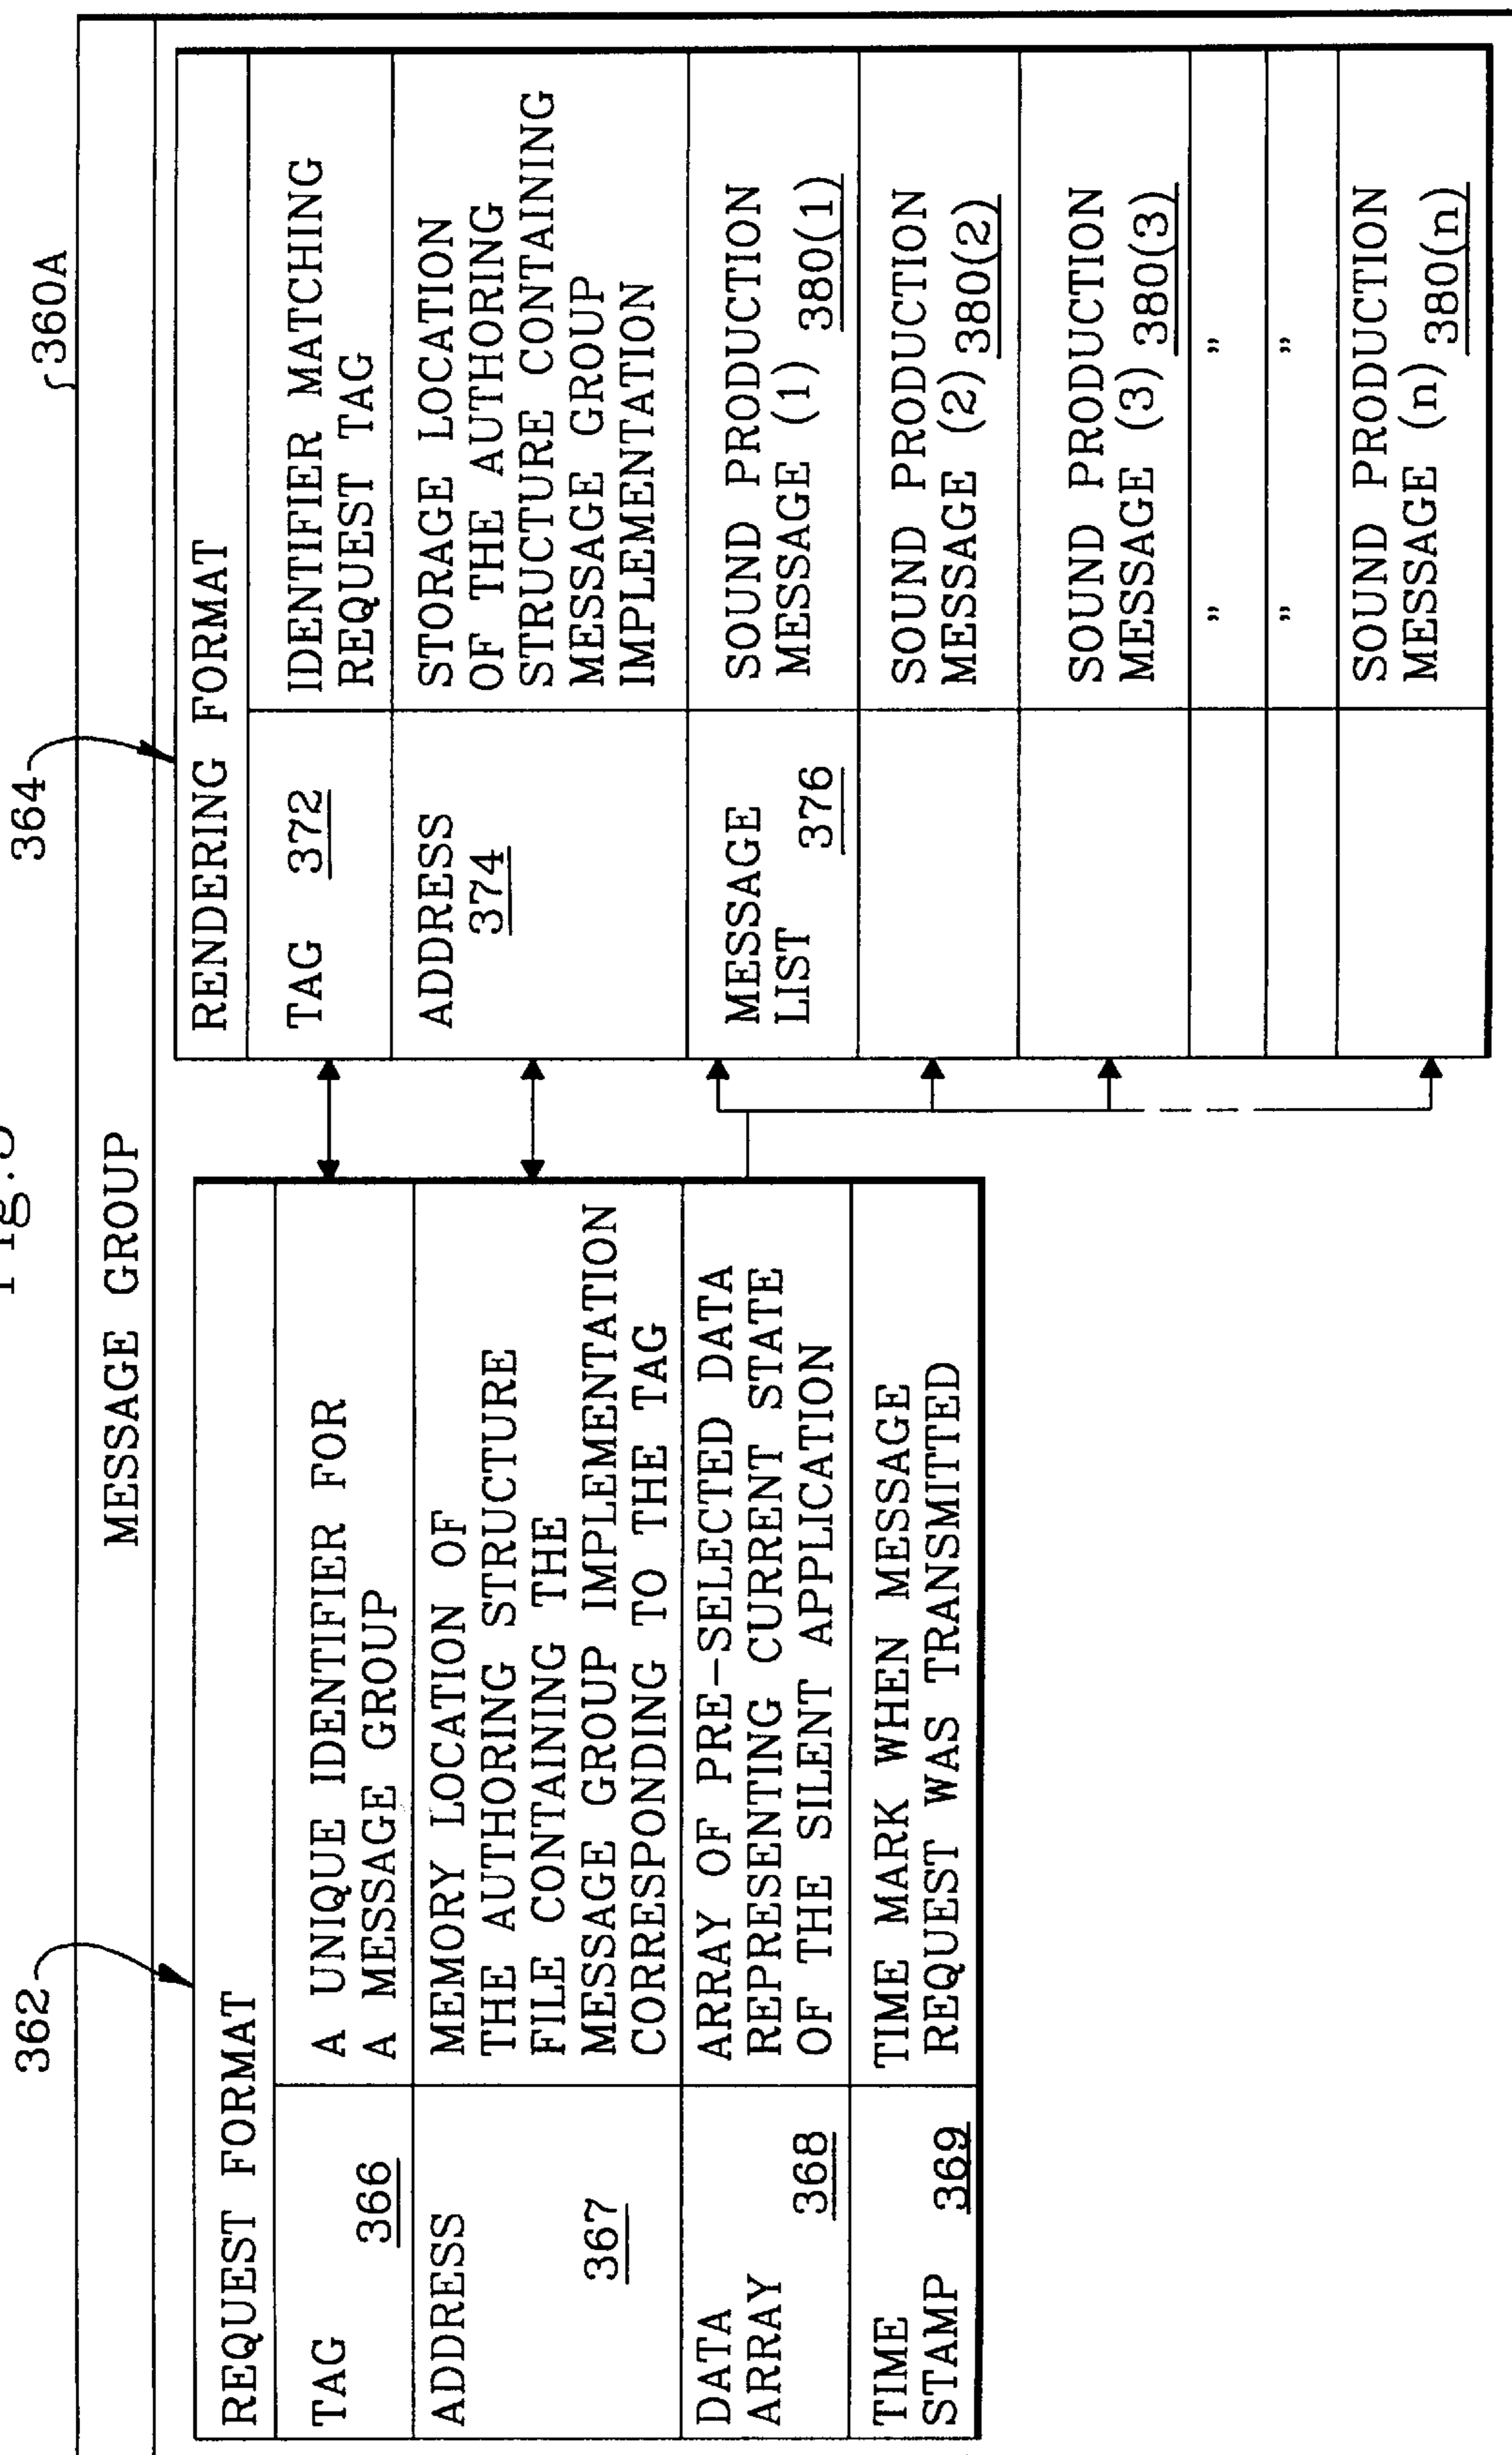 360A
MESSAGE GROUP
362
REQUEST FORMAT
TAG 366
A UNIQUE IDENTIFIER FOR
A MESSAGE GROUP
ADDRESS
367
MEMORY LOCATION OF
THE AUTHORING STRUCTURE
FILE CONTAINING THE
MESSAGE GROUP IMPLEMENTATION
CORRESPONDING TO THE TAG
DATA
ARRAY 368
ARRAY OF PRE-SELECTED DATA
REPRESENTING CURRENT STATE
OF THE SILENT APPLICATION
TIME
STAMP 369
TIME MARK WHEN MESSAGE
REQUEST WAS TRANSMITTED
364
RENDERING FORMAT
TAG 372
IDENTIFIER MATCHING
REQUEST TAG
ADDRESS
374
STORAGE LOCATION
OF THE AUTHORING
STRUCTURE CONTAINING
MESSAGE GROUP
IMPLEMENTATION
MESSAGE
LIST 376
SOUND PRODUCTION
MESSAGE (1) 380(1)
SOUND PRODUCTION
MESSAGE (2) 380(2)
SOUND PRODUCTION
MESSAGE (3) 380(3)
" "
" "
SOUND PRODUCTION
MESSAGE (n) 380(n)